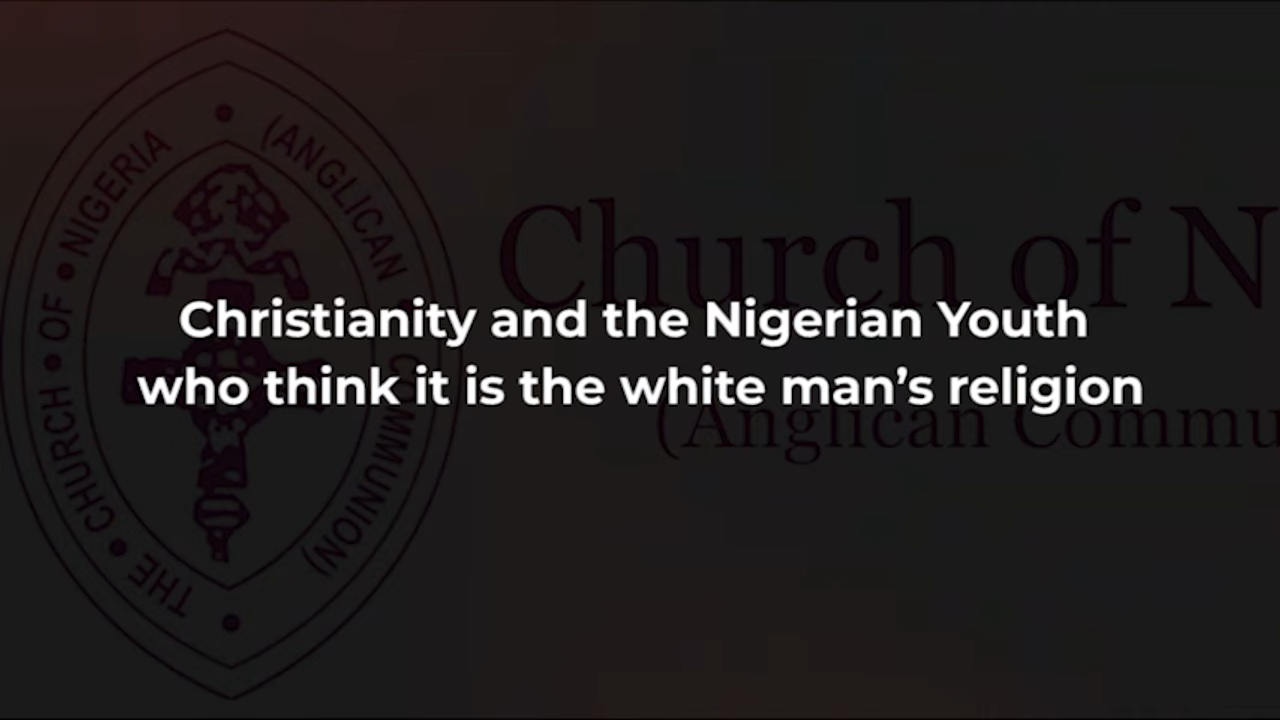 THE • CHURCH • OF • NIGERIA
(ANGLICAN COMMUNION)
Church of N
(Anglican Commu
Christianity and the Nigerian Youth
who think it is the white man’s religion